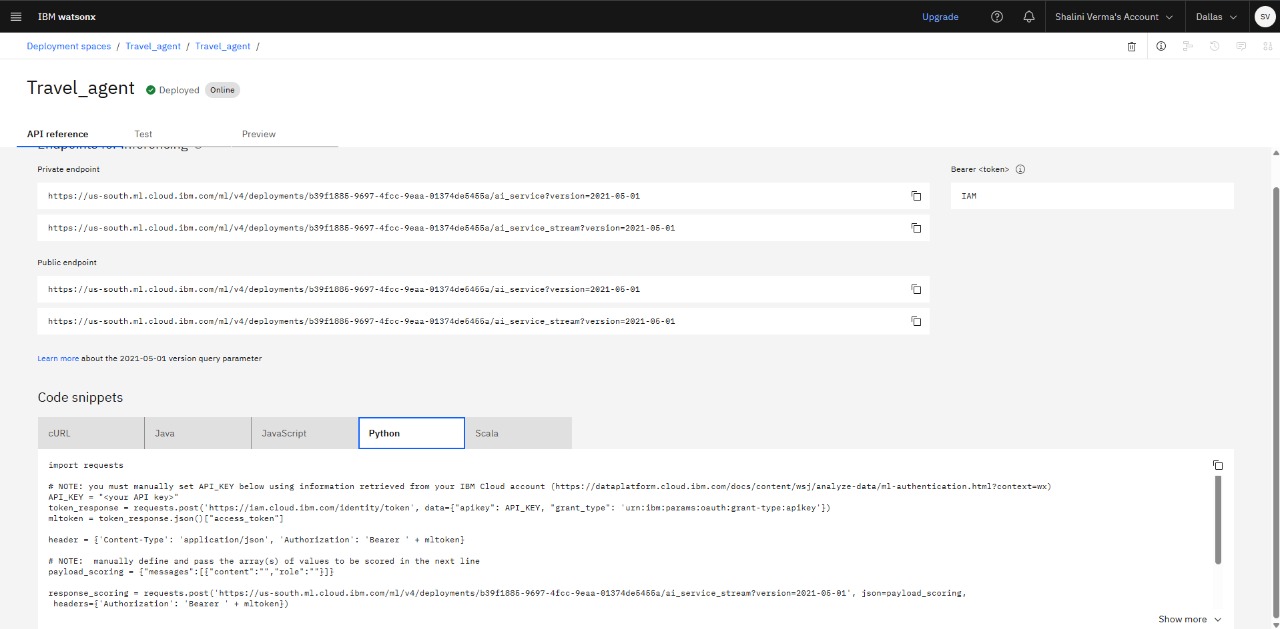 IBM watsonx
Upgrade
Shalini Verma's Account
Dallas
SV
Deployment spaces / Travel_agent / Travel_agent /
Travel_agent
Deployed
Online
API reference
Test
Preview
Endpoints for inferencing
Private endpoint
Bearer <token>
https://us-south.ml.cloud.ibm.com/ml/v4/deployments/b39f1885-9697-4fcc-9eaa-01374de5455a/ai_service?version=2021-05-01
IAM
https://us-south.ml.cloud.ibm.com/ml/v4/deployments/b39f1885-9697-4fcc-9eaa-01374de5455a/ai_service_stream?version=2021-05-01
Public endpoint
https://us-south.ml.cloud.ibm.com/ml/v4/deployments/b39f1885-9697-4fcc-9eaa-01374de5455a/ai_service?version=2021-05-01
https://us-south.ml.cloud.ibm.com/ml/v4/deployments/b39f1885-9697-4fcc-9eaa-01374de5455a/ai_service_stream?version=2021-05-01
Learn more about the 2021-05-01 version query parameter
Code snippets
cURL
Java
JavaScript
Python
Scala
import requests
# NOTE: you must manually set API_KEY below using information retrieved from your IBM Cloud account (https://dataplatform.cloud.ibm.com/docs/content/wsj/analyze-data/ml-authentication.html?context=wx)
API_KEY = "<your API key>"
token_response = requests.post('https://iam.cloud.ibm.com/identity/token', data={"apikey": API_KEY, "grant_type": 'urn:ibm:params:oauth:grant-type:apikey'})
mltoken = token_response.json()["access_token"]
header = {'Content-Type': 'application/json', 'Authorization': 'Bearer ' + mltoken}
# NOTE:  manually define and pass the array(s) of values to be scored in the next line
payload_scoring = {"messages":[{"content":"","role":""}]}
response_scoring = requests.post('https://us-south.ml.cloud.ibm.com/ml/v4/deployments/b39f1885-9697-4fcc-9eaa-01374de5455a/ai_service_stream?version=2021-05-01', json=payload_scoring,
headers={'Authorization': 'Bearer ' + mltoken})
Show more